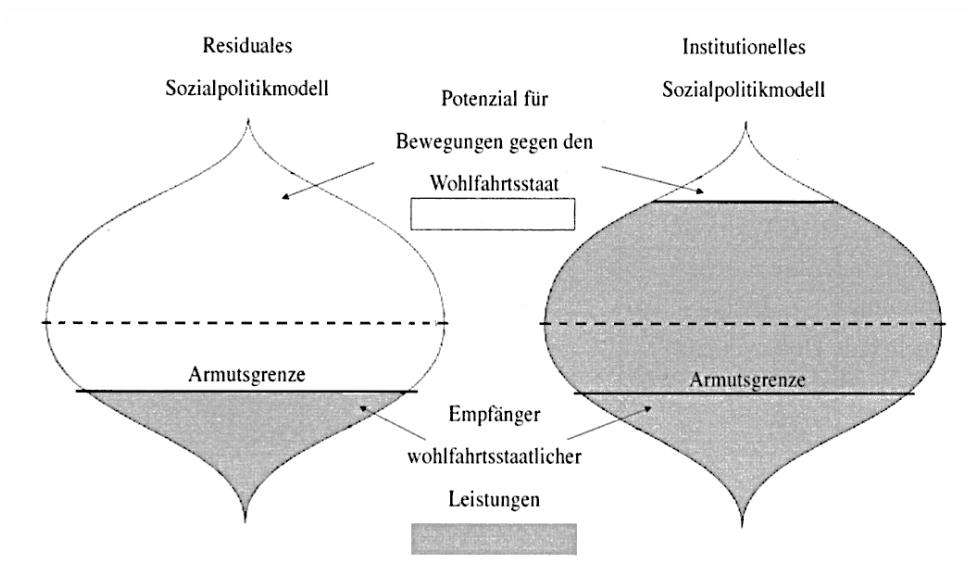 Residuales
Sozialpolitikmodell
Institutionelles
Sozialpolitikmodell
Potenzial für
Bewegungen gegen den
Wohlfahrtsstaat
Armutsgrenze
Armutsgrenze
Empfänger
wohlfahrtsstaatlicher
Leistungen